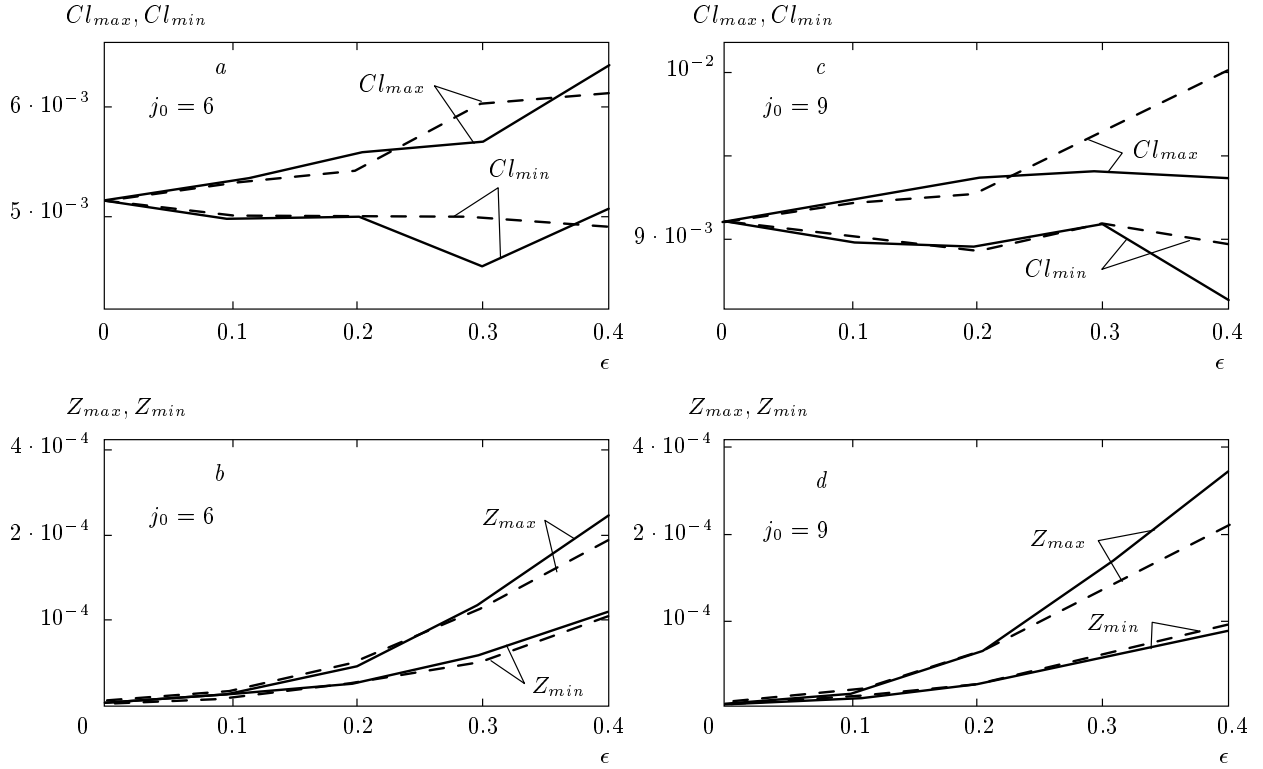 Cl_max, Cl_min
a
Cl_max
6 · 10^−3
j_0 = 6
Cl_min
5 · 10^−3
0 0.1 0.2 0.3 0.4
ϵ
Cl_max, Cl_min
10^−2
c
j_0 = 9
Cl_max
9 · 10^−3
Cl_min
0 0.1 0.2 0.3 0.4
ϵ
Z_max, Z_min
4 · 10^−4
b
j_0 = 6
Z_max
2 · 10^−4
10^−4
Z_min
0 0.1 0.2 0.3 0.4
ϵ
Z_max, Z_min
4 · 10^−4
d
2 · 10^−4
j_0 = 9
Z_max
10^−4
Z_min
0 0.1 0.2 0.3 0.4
ϵ